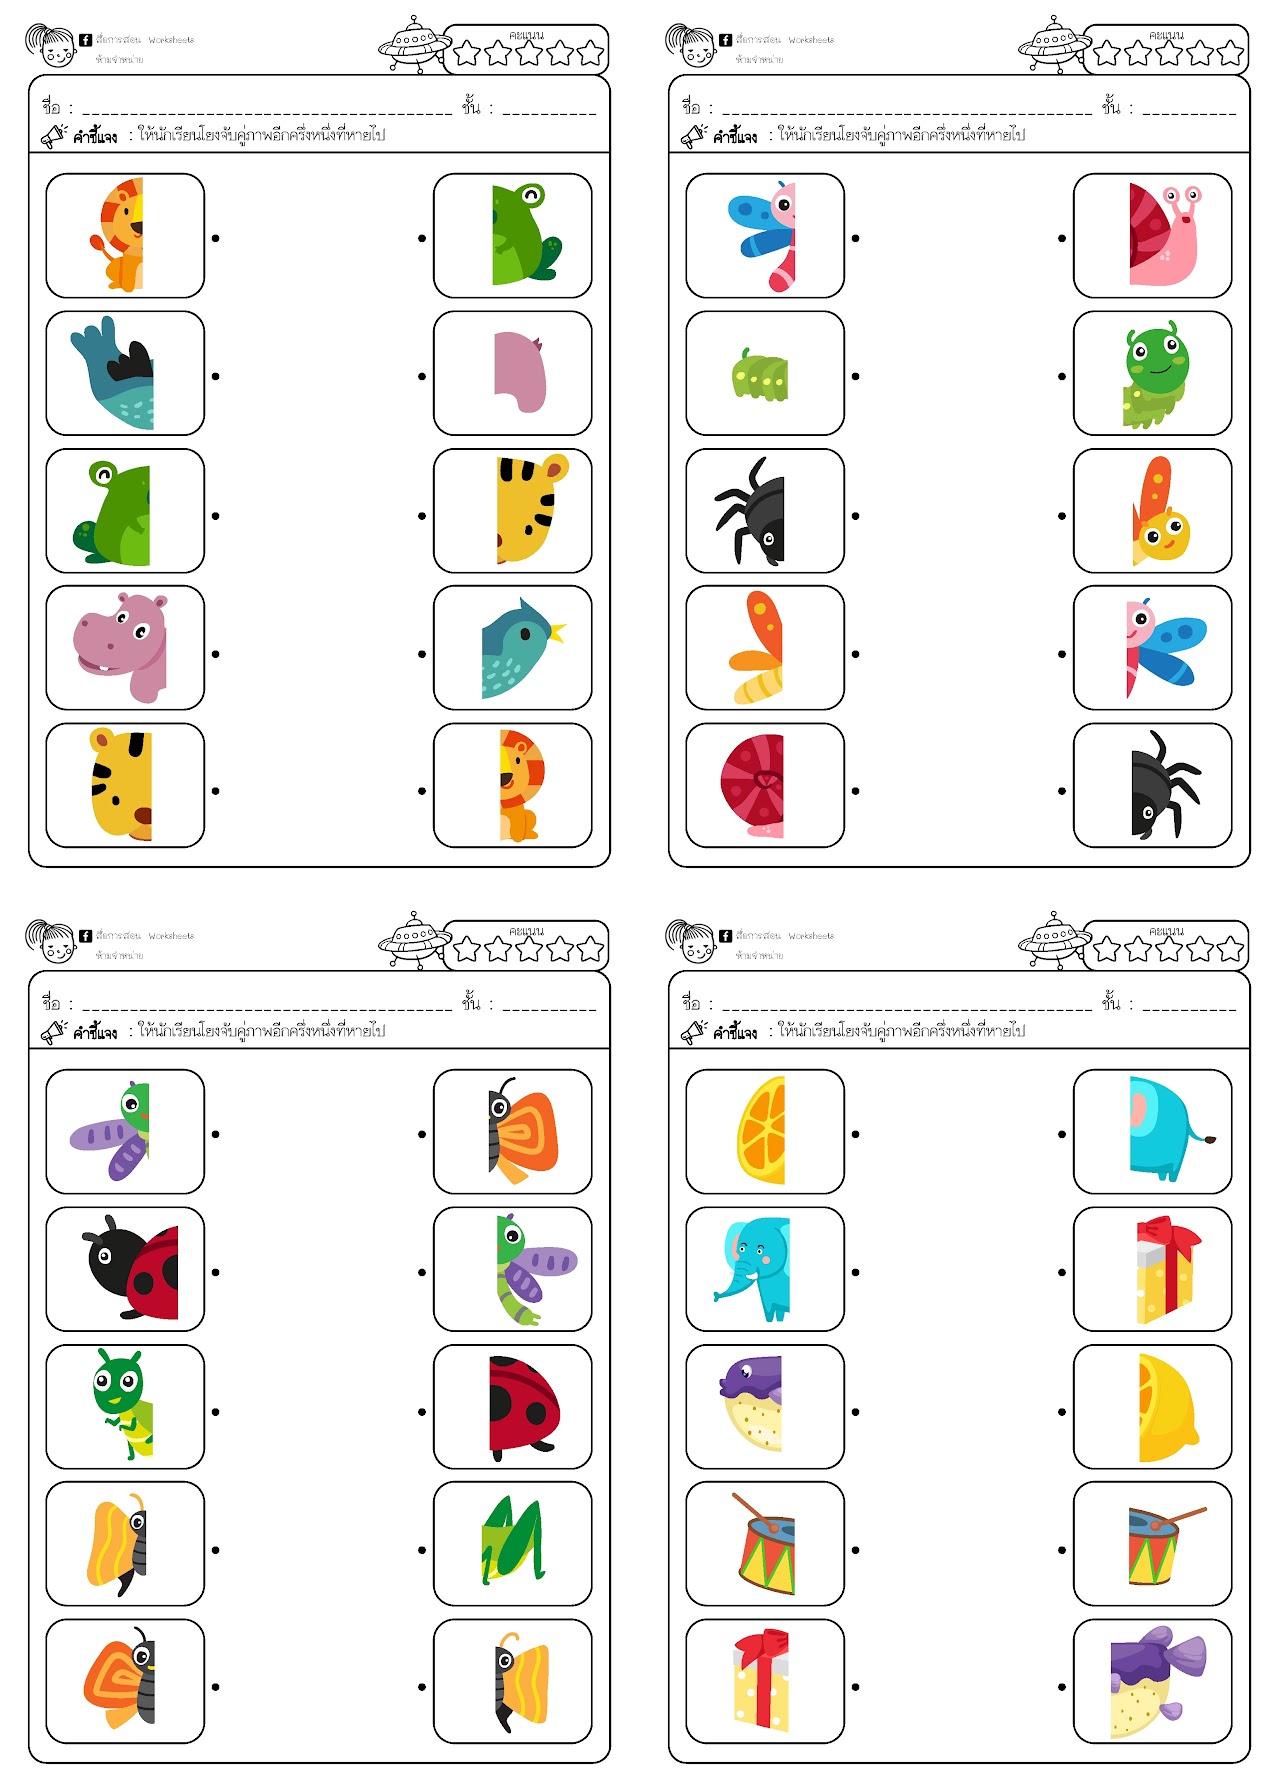 สื่อการสอน Worksheets
ห้ามจำหน่าย
คะแนน
ชื่อ : ชั้น :
คำชี้แจง : ให้นักเรียนโยงจับคู่ภาพอีกครึ่งหนึ่งที่หายไป
สื่อการสอน Worksheets
ห้ามจำหน่าย
คะแนน
ชื่อ : ชั้น :
คำชี้แจง : ให้นักเรียนโยงจับคู่ภาพอีกครึ่งหนึ่งที่หายไป
สื่อการสอน Worksheets
ห้ามจำหน่าย
คะแนน
ชื่อ : ชั้น :
คำชี้แจง : ให้นักเรียนโยงจับคู่ภาพอีกครึ่งหนึ่งที่หายไป
สื่อการสอน Worksheets
ห้ามจำหน่าย
คะแนน
ชื่อ : ชั้น :
คำชี้แจง : ให้นักเรียนโยงจับคู่ภาพอีกครึ่งหนึ่งที่หายไป